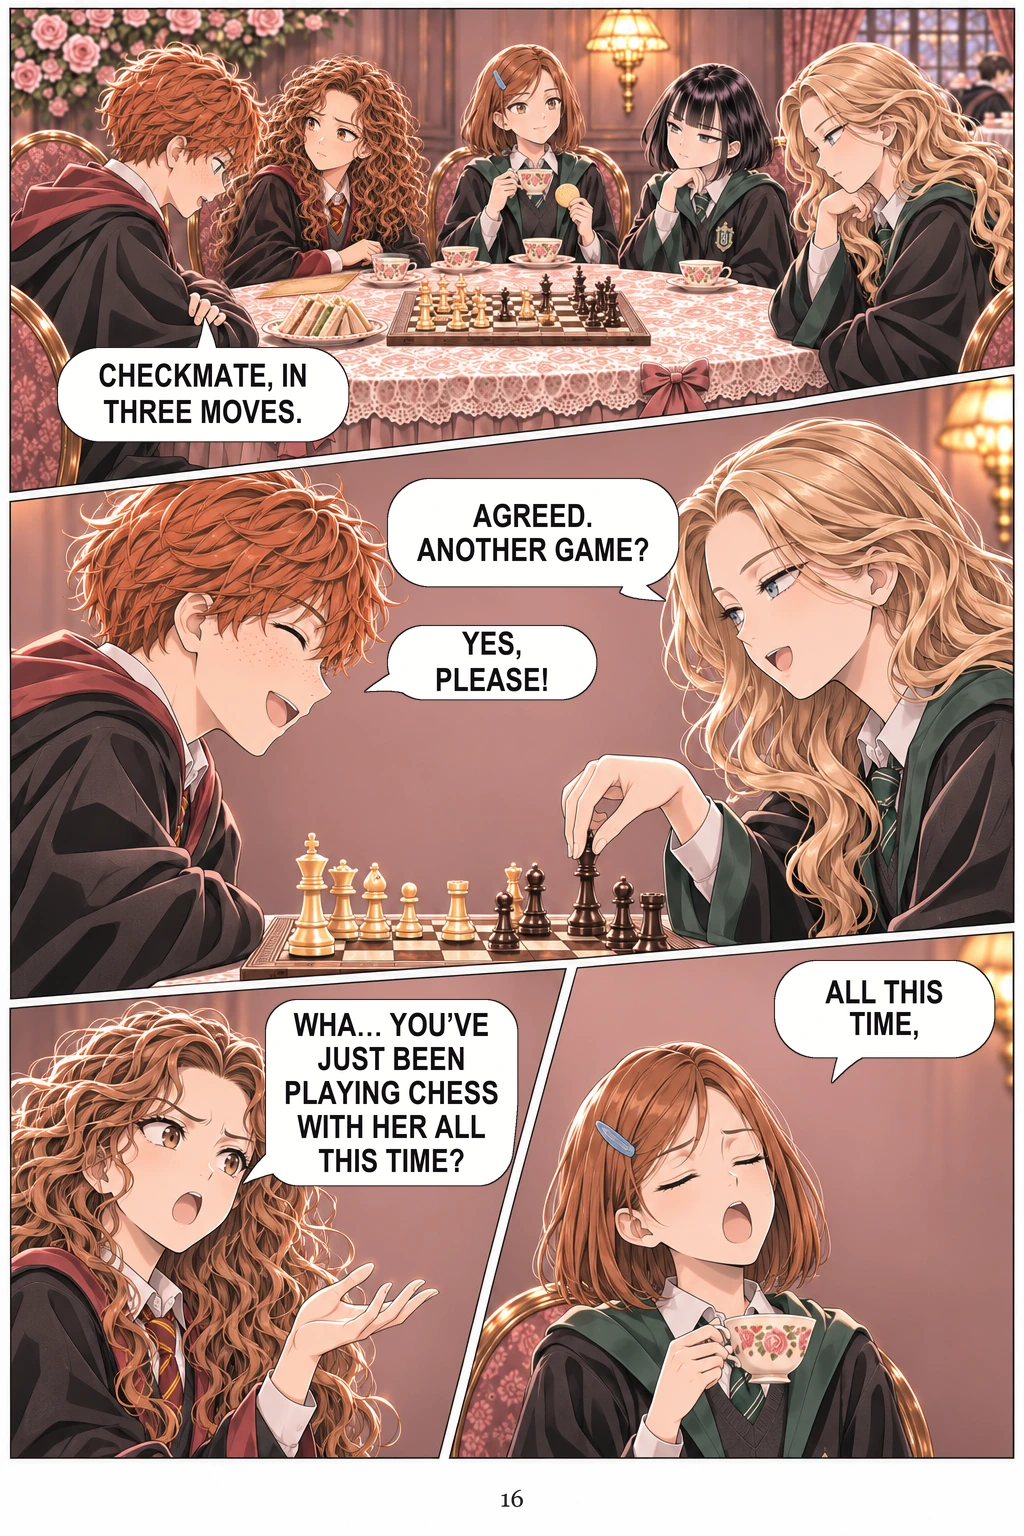 CHECKMATE, IN
THREE MOVES.
AGREED.
ANOTHER GAME?
YES,
PLEASE!
WHA... YOU'VE
JUST BEEN
PLAYING CHESS
WITH HER ALL
THIS TIME?
ALL THIS
TIME,
16